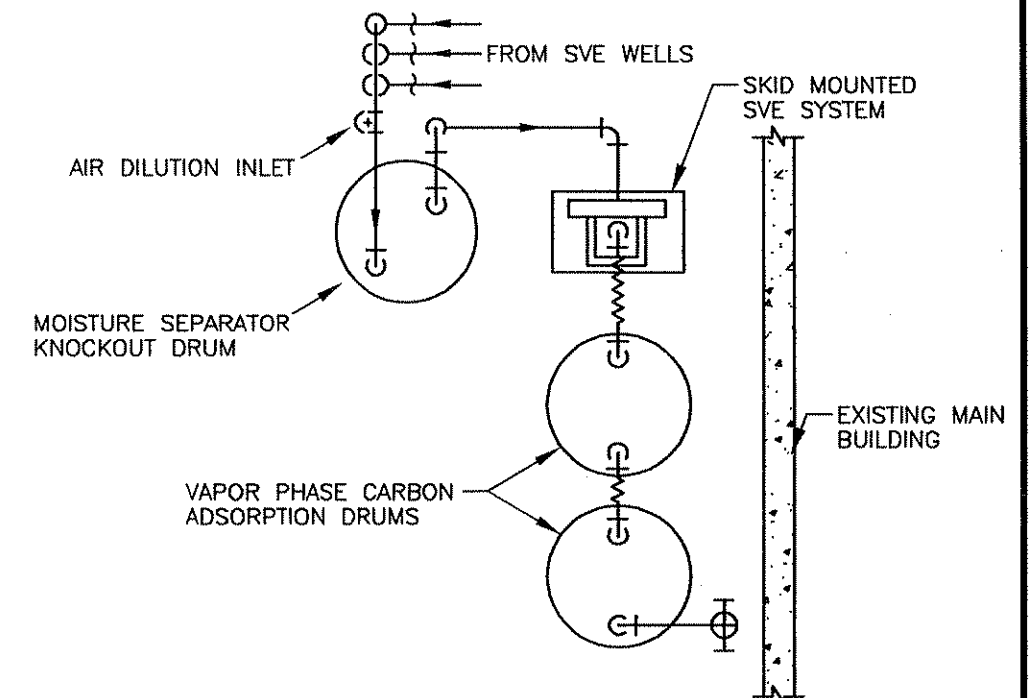 FROM SVE WELLS
SKID MOUNTED
SVE SYSTEM
AIR DILUTION INLET
MOISTURE SEPARATOR
KNOCKOUT DRUM
EXISTING MAIN
BUILDING
VAPOR PHASE CARBON
ADSORPTION DRUMS